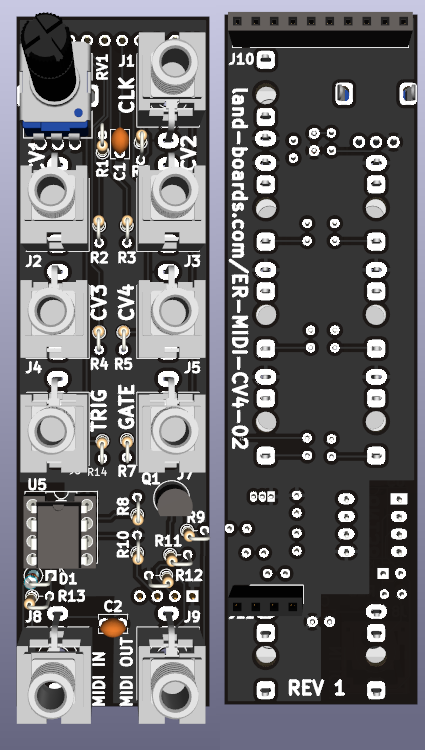 RV1
J1
CLK
CV2
R1
C1
R2
R3
J2
J3
CV3
CV4
J4
J5
R4
R5
TRIG
GATE
R14
R7
Q1
J7
U5
R8
R9
R10
R11
D1
R12
R13
J8
C2
J9
MIDI IN
MIDI OUT
J10
land-boards.com/ER-MIDI-CV4-02
REV 1